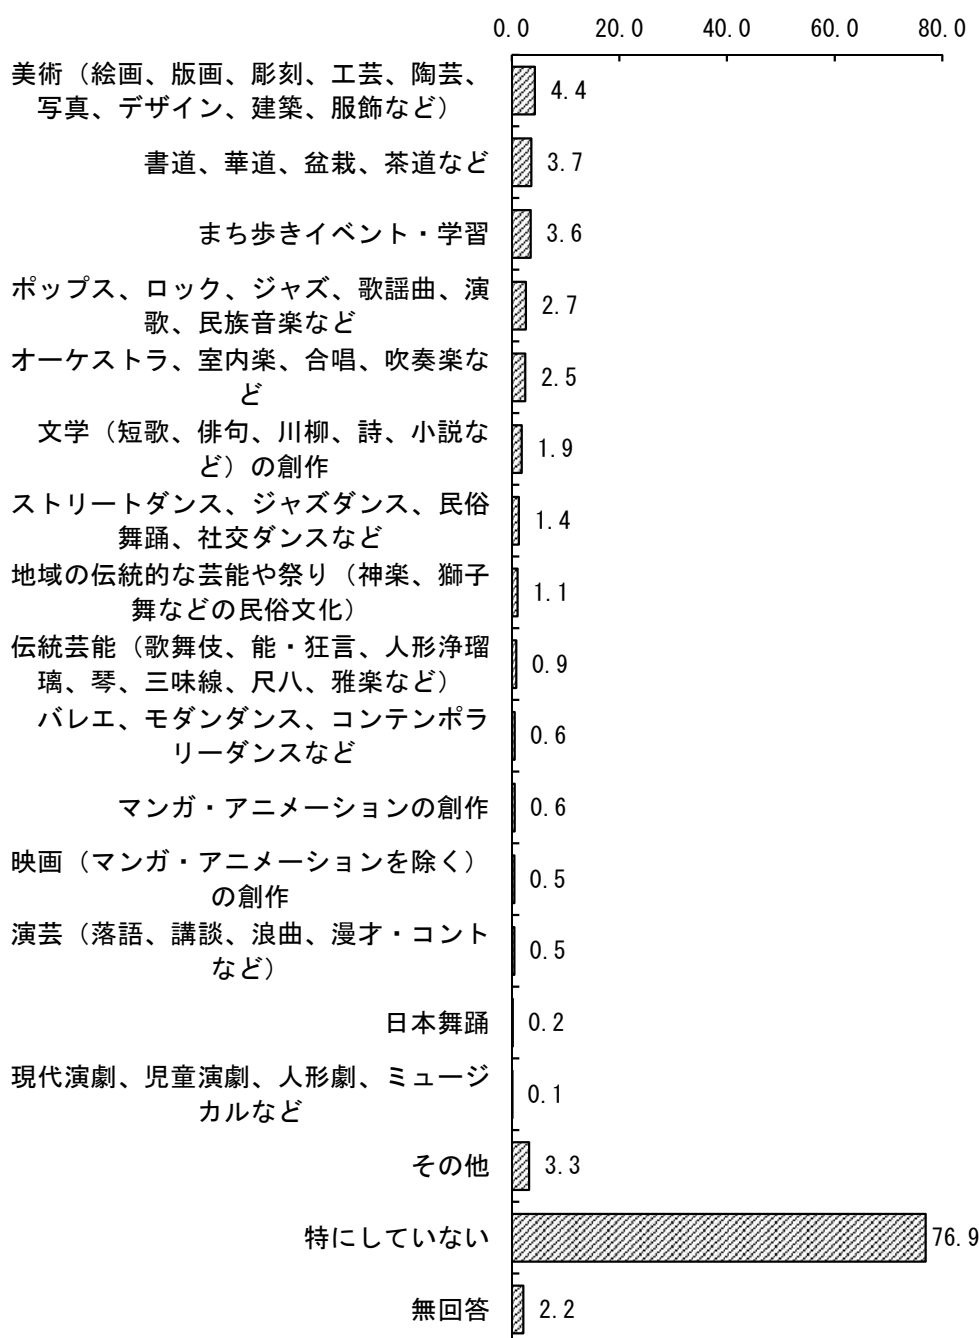 0.0 20.0 40.0 60.0 80.0
美術（絵画、版画、彫刻、工芸、陶芸、
写真、デザイン、建築、服飾など）
4.4
書道、華道、盆栽、茶道など
3.7
まち歩きイベント・学習
3.6
ポップス、ロック、ジャズ、歌謡曲、演
歌、民族音楽など
2.7
オーケストラ、室内楽、合唱、吹奏楽な
ど
2.5
文学（短歌、俳句、川柳、詩、小説な
ど）の創作
1.9
ストリートダンス、ジャズダンス、民俗
舞踊、社交ダンスなど
1.4
地域の伝統的な芸能や祭り（神楽、獅子
舞などの民俗文化）
1.1
伝統芸能（歌舞伎、能・狂言、人形浄瑠
璃、琴、三味線、尺八、雅楽など）
0.9
バレエ、モダンダンス、コンテンポラ
リーダンスなど
0.6
マンガ・アニメーションの創作
0.6
映画（マンガ・アニメーションを除く）
の創作
0.5
演芸（落語、講談、浪曲、漫才・コント
など）
0.5
日本舞踊
0.2
現代演劇、児童演劇、人形劇、ミュージ
カルなど
0.1
その他
3.3
特にしていない
76.9
無回答
2.2